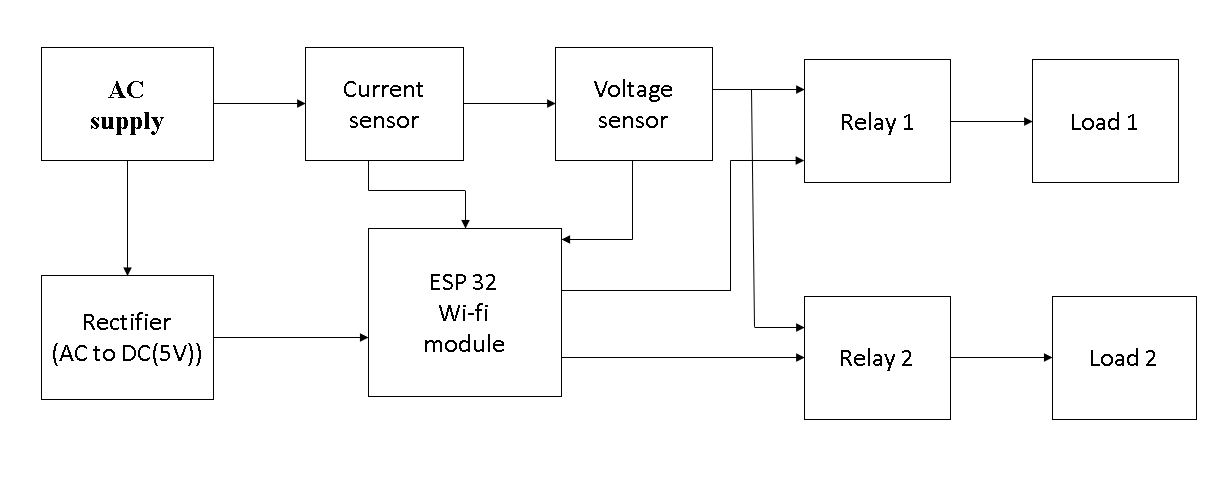 AC
supply
Current
sensor
Voltage
sensor
Relay 1
Load 1
Rectifier
(AC to DC(5V))
ESP 32
Wi-fi
module
Relay 2
Load 2